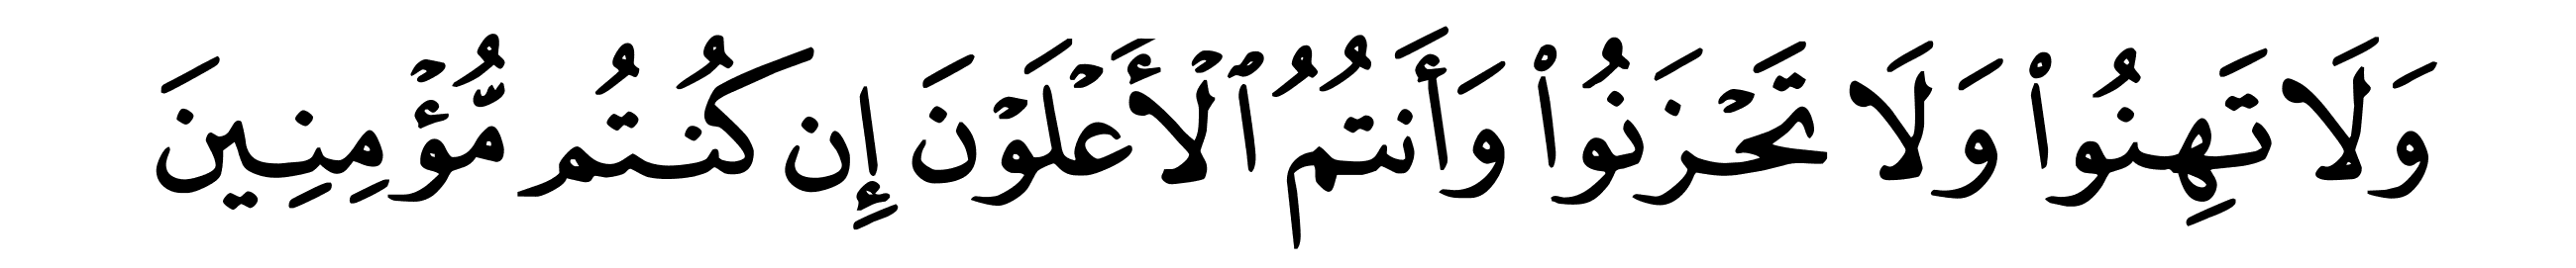 وَلَا تَهِنُوا۟ وَلَا تَحْزَنُوا۟ وَأَنتُمُ ٱلْأَعْلَوْنَ إِن كُنتُم مُّؤْمِنِينَ